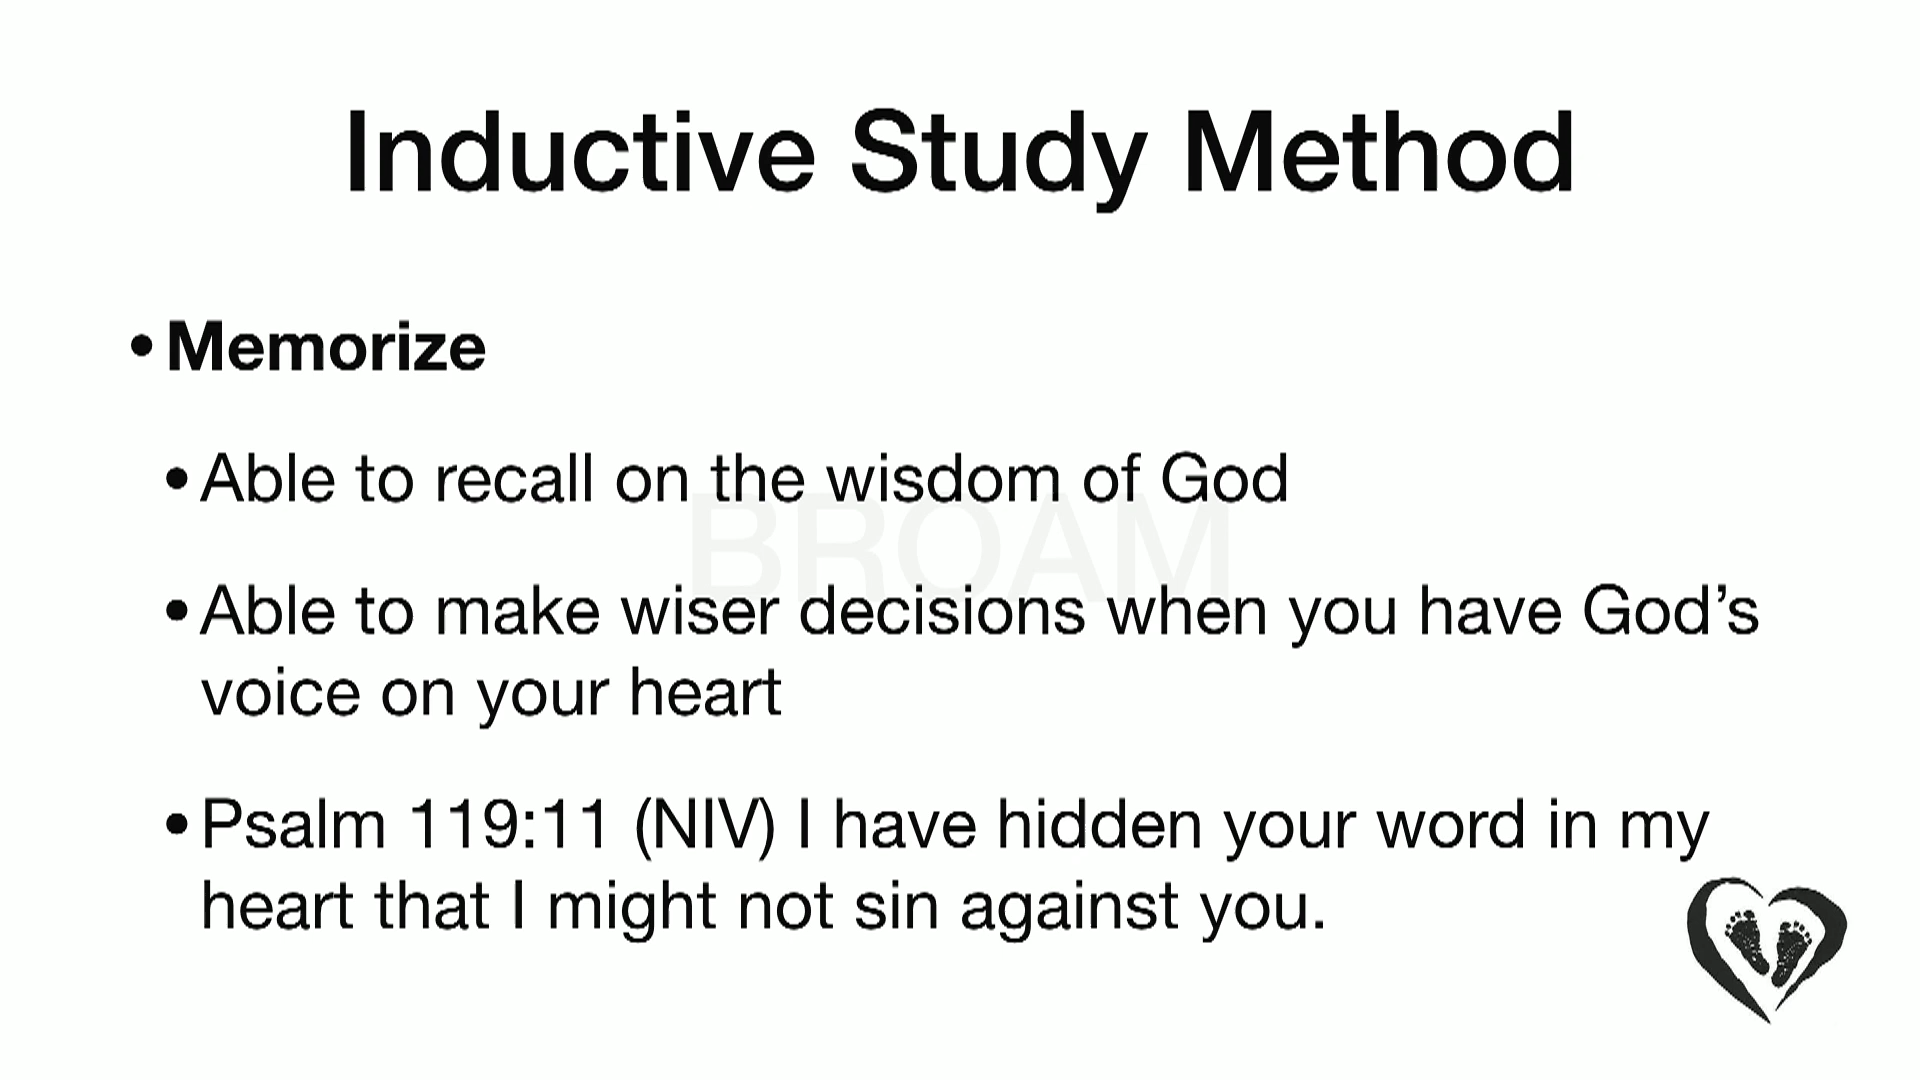 Inductive Study Method
• Memorize
• Able to recall on the wisdom of God
BROAM
• Able to make wiser decisions when you have God’s
voice on your heart
• Psalm 119:11 (NIV) I have hidden your word in my
heart that I might not sin against you.